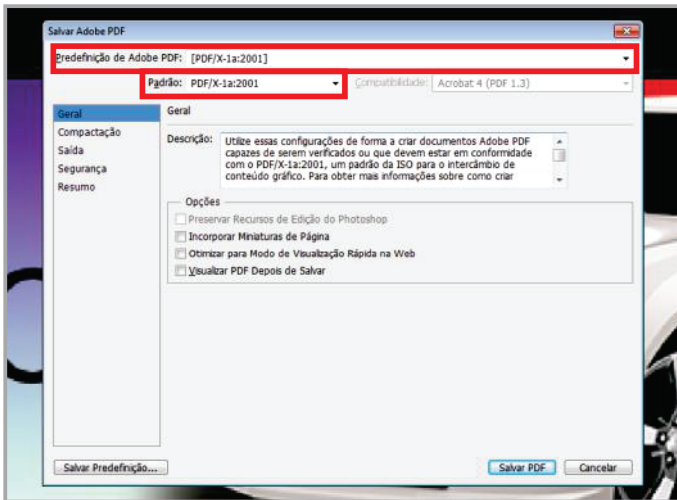 Salvar Adobe PDF
Predefinição de Adobe PDF: [PDF/X-1a:2001]
Padrão: PDF/X-1a:2001 Compatibilidade: Acrobat 4 (PDF 1.3)
Geral
Compactação
Saída
Segurança
Resumo
Geral
Descrição: Utilize essas configurações de forma a criar documentos Adobe PDF
capazes de serem verificados ou que devem estar em conformidade
com o PDF/X-1a:2001, um padrão da ISO para o intercâmbio de
conteúdo gráfico. Para obter mais informações sobre como criar
Opções
Preservar Recursos de Edição do Photoshop
Incorporar Miniaturas de Página
Otimizar para Modo de Visualização Rápida na Web
Visualizar PDF Depois de Salvar
Salvar Predefinição... Salvar PDF Cancelar